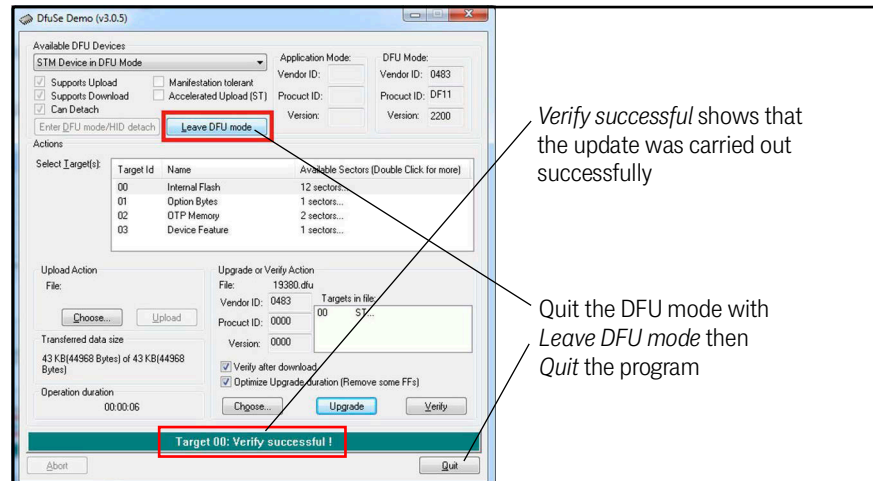 DfuSe Demo (v3.0.5)
Available DFU Devices
STM Device in DFU Mode
Supports Upload
Manifestation tolerant
Supports Download
Accelerated Upload (ST)
Can Detach
Enter DFU mode/HID detach
Leave DFU mode
Application Mode:
Vendor ID:
Procuct ID:
Version:
DFU Mode:
Vendor ID: 0483
Procuct ID: DF11
Version: 2200
Actions
Select Target(s):
Target Id Name Available Sectors (Double Click for more)
00 Internal Flash 12 sectors...
01 Option Bytes 1 sectors...
02 OTP Memory 2 sectors...
03 Device Feature 1 sectors...
Upload Action
File:
Choose...
Upload
Transferred data size
43 KB(44968 Bytes) of 43 KB(44968
Bytes)
Operation duration
00:00:06
Upgrade or Verify Action
File: 19380.dfu
Vendor ID: 0483
Procuct ID: 0000
Version: 0000
Targets in file:
00 ST...
Verify after download
Optimize Upgrade duration (Remove some FFs)
Choose...
Upgrade
Verify
Target 00: Verify successful !
Abort
Quit
Verify successful shows that
the update was carried out
successfully
Quit the DFU mode with
Leave DFU mode then
Quit the program